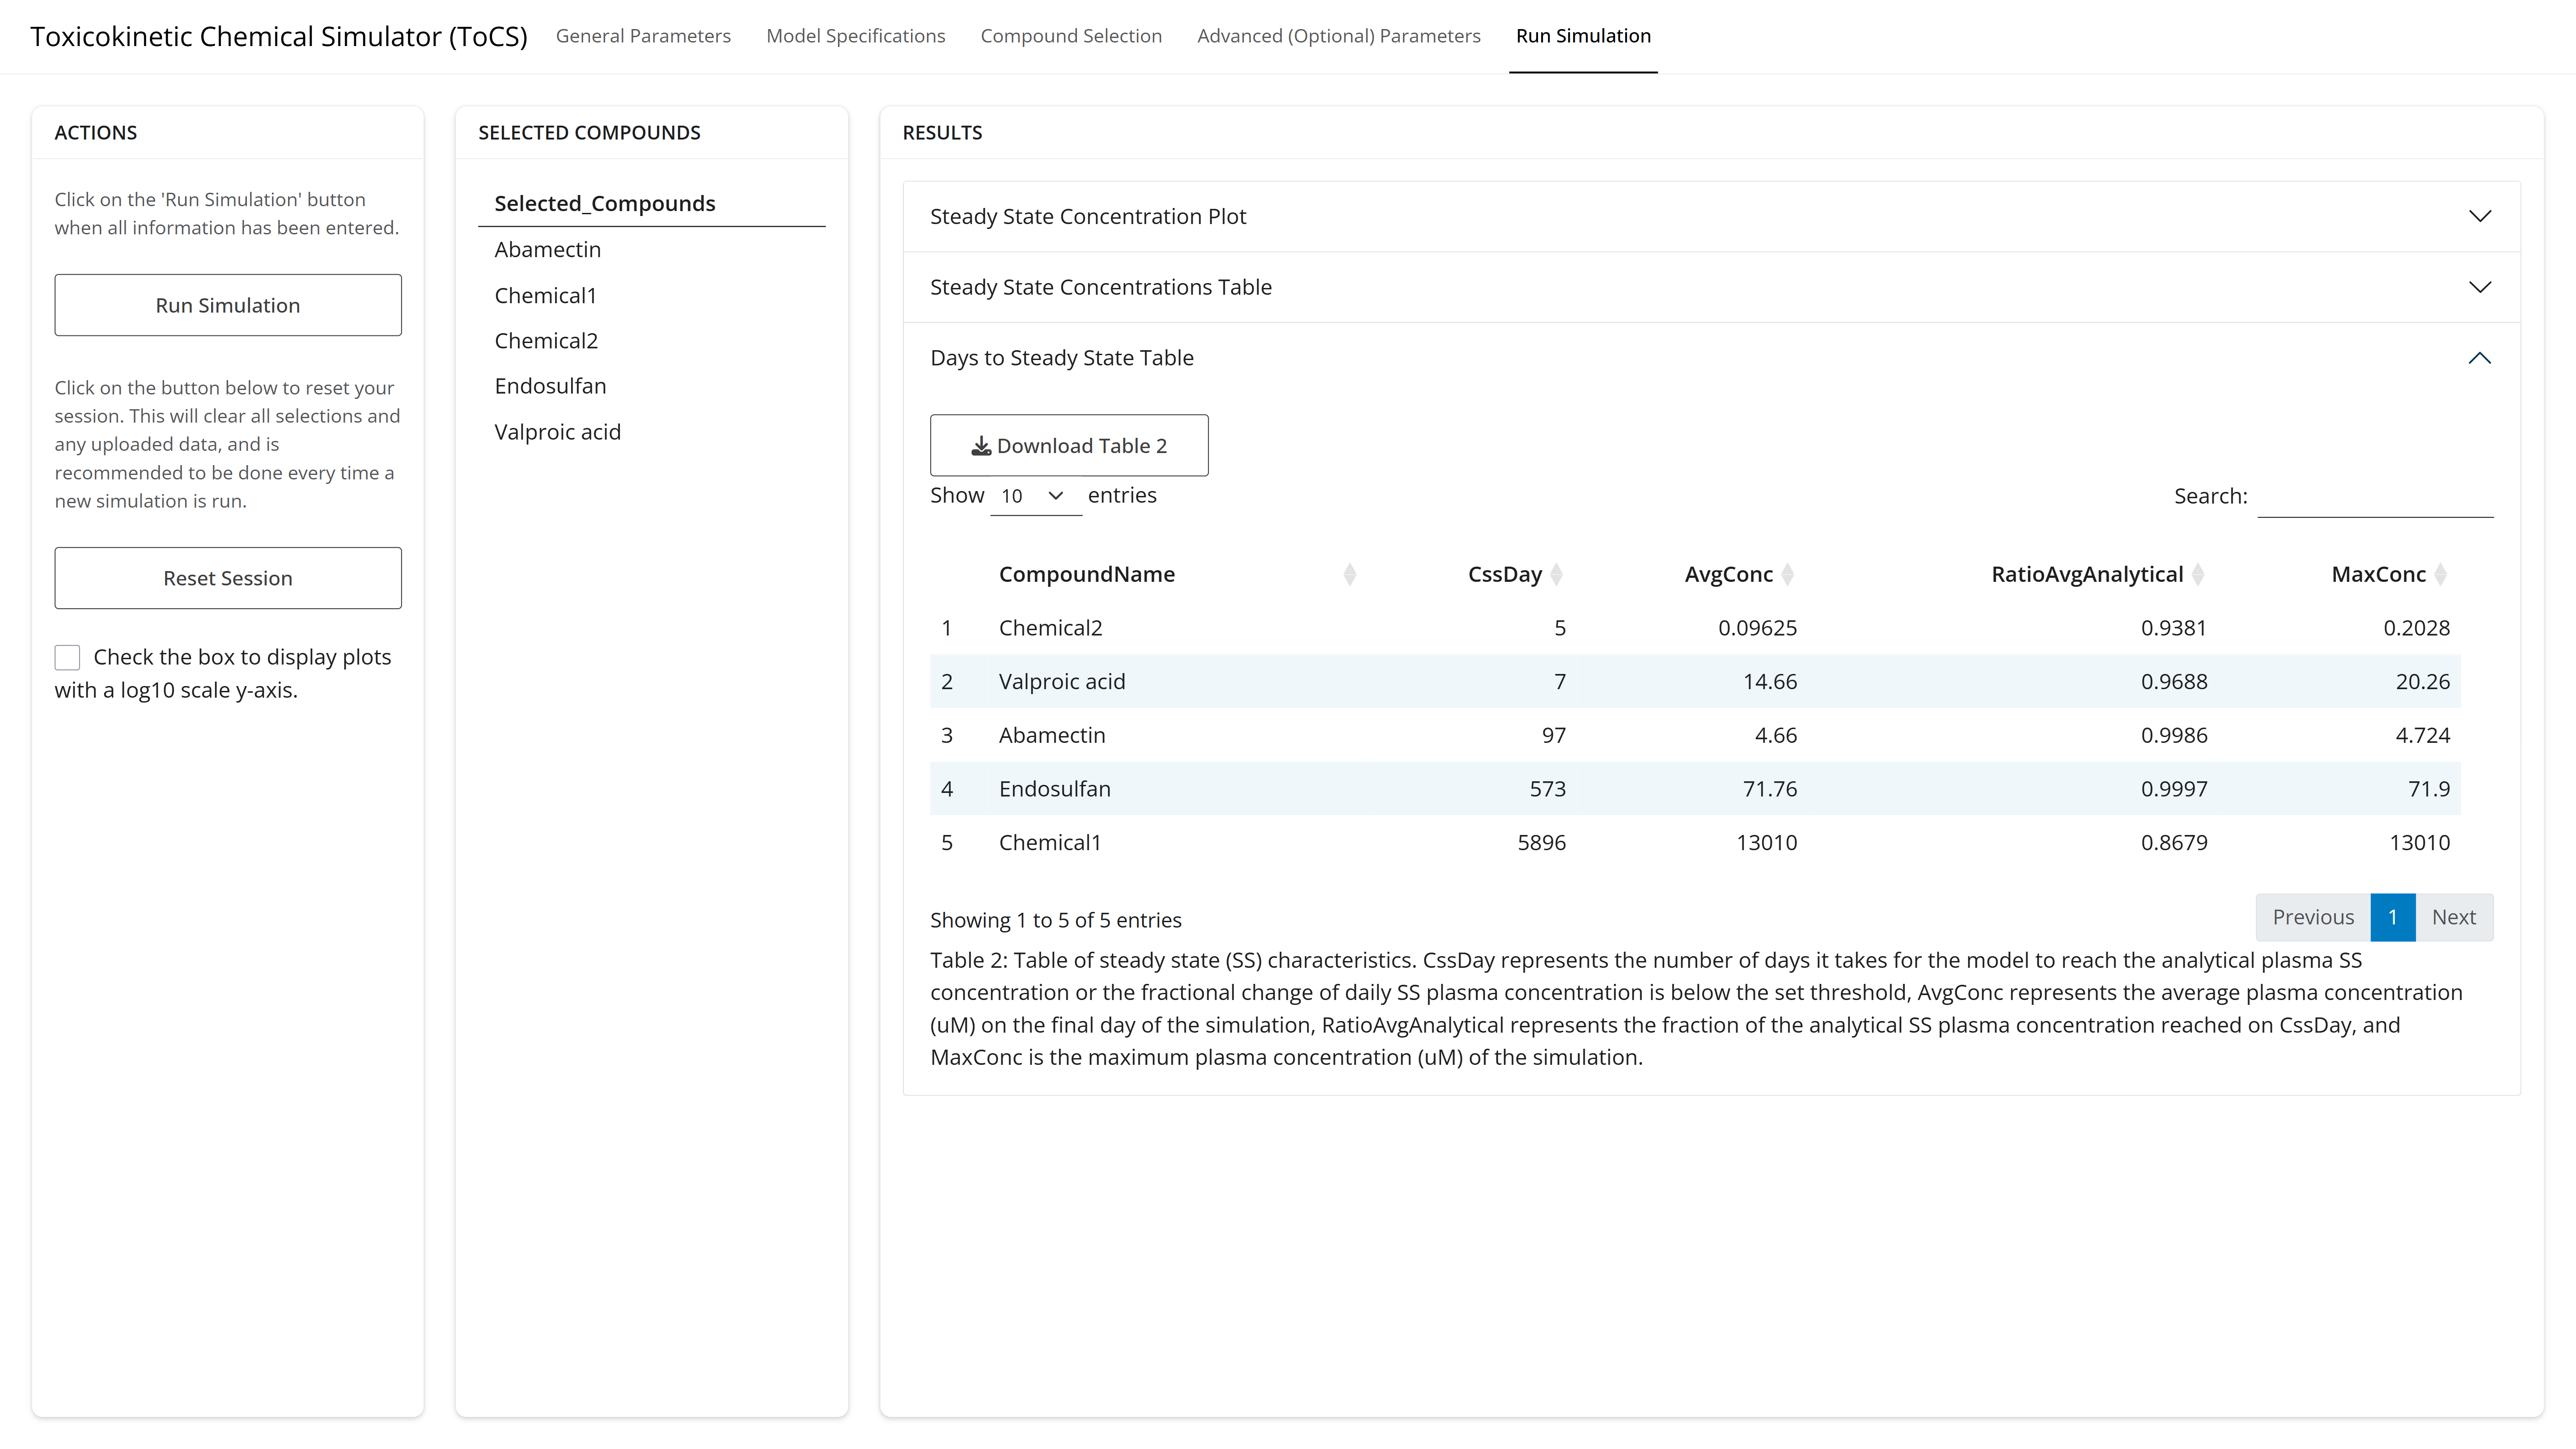 Toxicokinetic Chemical Simulator (ToCS) General Parameters Model Specifications Compound Selection Advanced (Optional) Parameters Run Simulation
ACTIONS
Click on the 'Run Simulation' button
when all information has been entered.
Run Simulation
Click on the button below to reset your
session. This will clear all selections and
any uploaded data, and is
recommended to be done every time a
new simulation is run.
Reset Session
Check the box to display plots
with a log10 scale y-axis.
SELECTED COMPOUNDS
Selected_Compounds
Abamectin
Chemical1
Chemical2
Endosulfan
Valproic acid
RESULTS
Steady State Concentration Plot
Steady State Concentrations Table
Days to Steady State Table
Download Table 2
Show 10 entries Search:
CompoundName CssDay AvgConc RatioAvgAnalytical MaxConc
1 Chemical2 5 0.09625 0.9381 0.2028
2 Valproic acid 7 14.66 0.9688 20.26
3 Abamectin 97 4.66 0.9986 4.724
4 Endosulfan 573 71.76 0.9997 71.9
5 Chemical1 5896 13010 0.8679 13010
Showing 1 to 5 of 5 entries Previous 1 Next
Table 2: Table of steady state (SS) characteristics. CssDay represents the number of days it takes for the model to reach the analytical plasma SS
concentration or the fractional change of daily SS plasma concentration is below the set threshold, AvgConc represents the average plasma concentration
(uM) on the final day of the simulation, RatioAvgAnalytical represents the fraction of the analytical SS plasma concentration reached on CssDay, and
MaxConc is the maximum plasma concentration (uM) of the simulation.